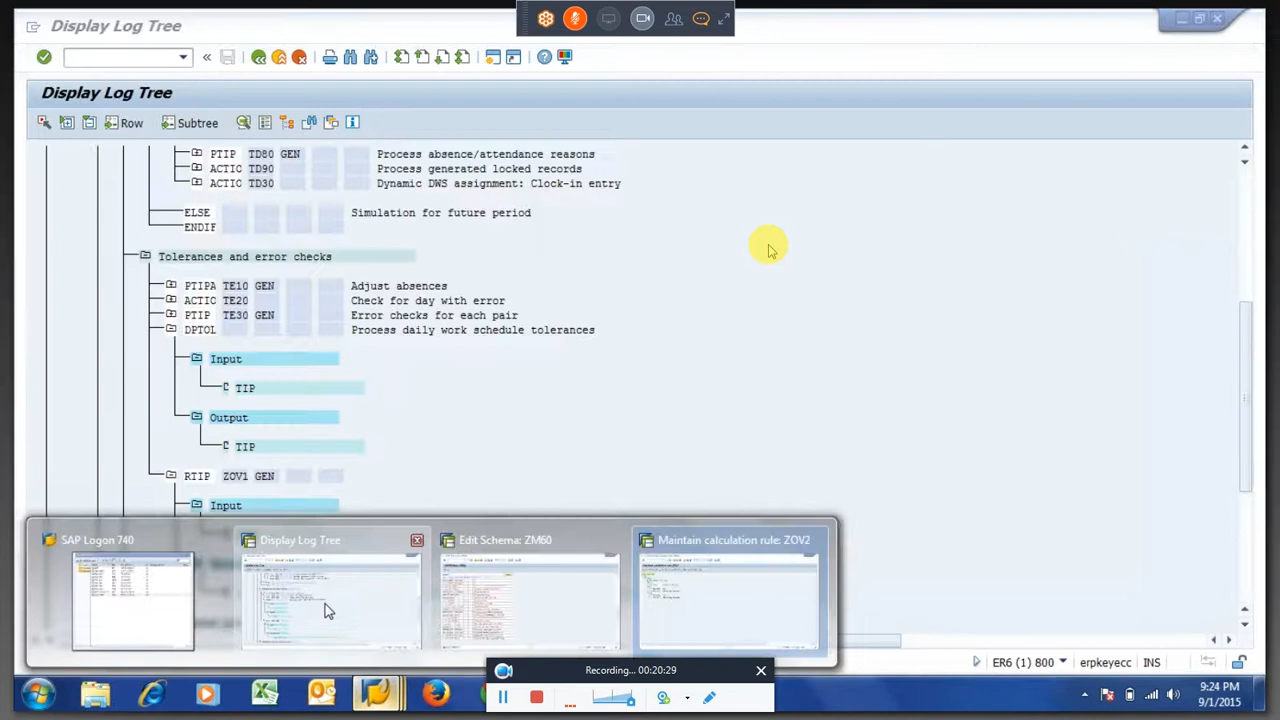 Display Log Tree
Display Log Tree
Row
Subtree
PTIP TD80 GEN Process absence/attendance reasons
ACTIO TD90 Process generated locked records
ACTIO TD30 Dynamic DWS assignment: Clock-in entry
ELSE Simulation for future period
ENDIF
Tolerances and error checks
PTIPA TE10 GEN Adjust absences
ACTIO TE20 Check for day with error
PTIP TE30 GEN Error checks for each pair
DPTOL Process daily work schedule tolerances
Input
TIP
Output
TIP
RTIP ZOV1 GEN
Input
SAP Logon 740 Display Log Tree Edit Schema: ZM60 Maintain calculation rule: ZOV2
Recording... 00:20:29
ER6 (1) 800 erpkeyecc INS
9:24 PM
9/1/2015